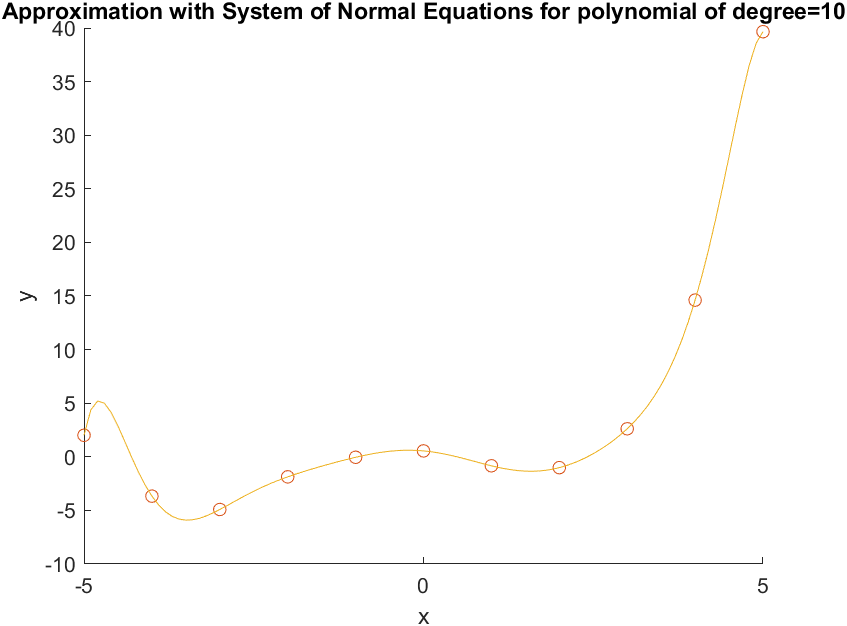 Approximation with System of Normal Equations for polynomial of degree=10
40
35
30
25
20
15
10
5
0
-5
-10
y
-5 0 5
x